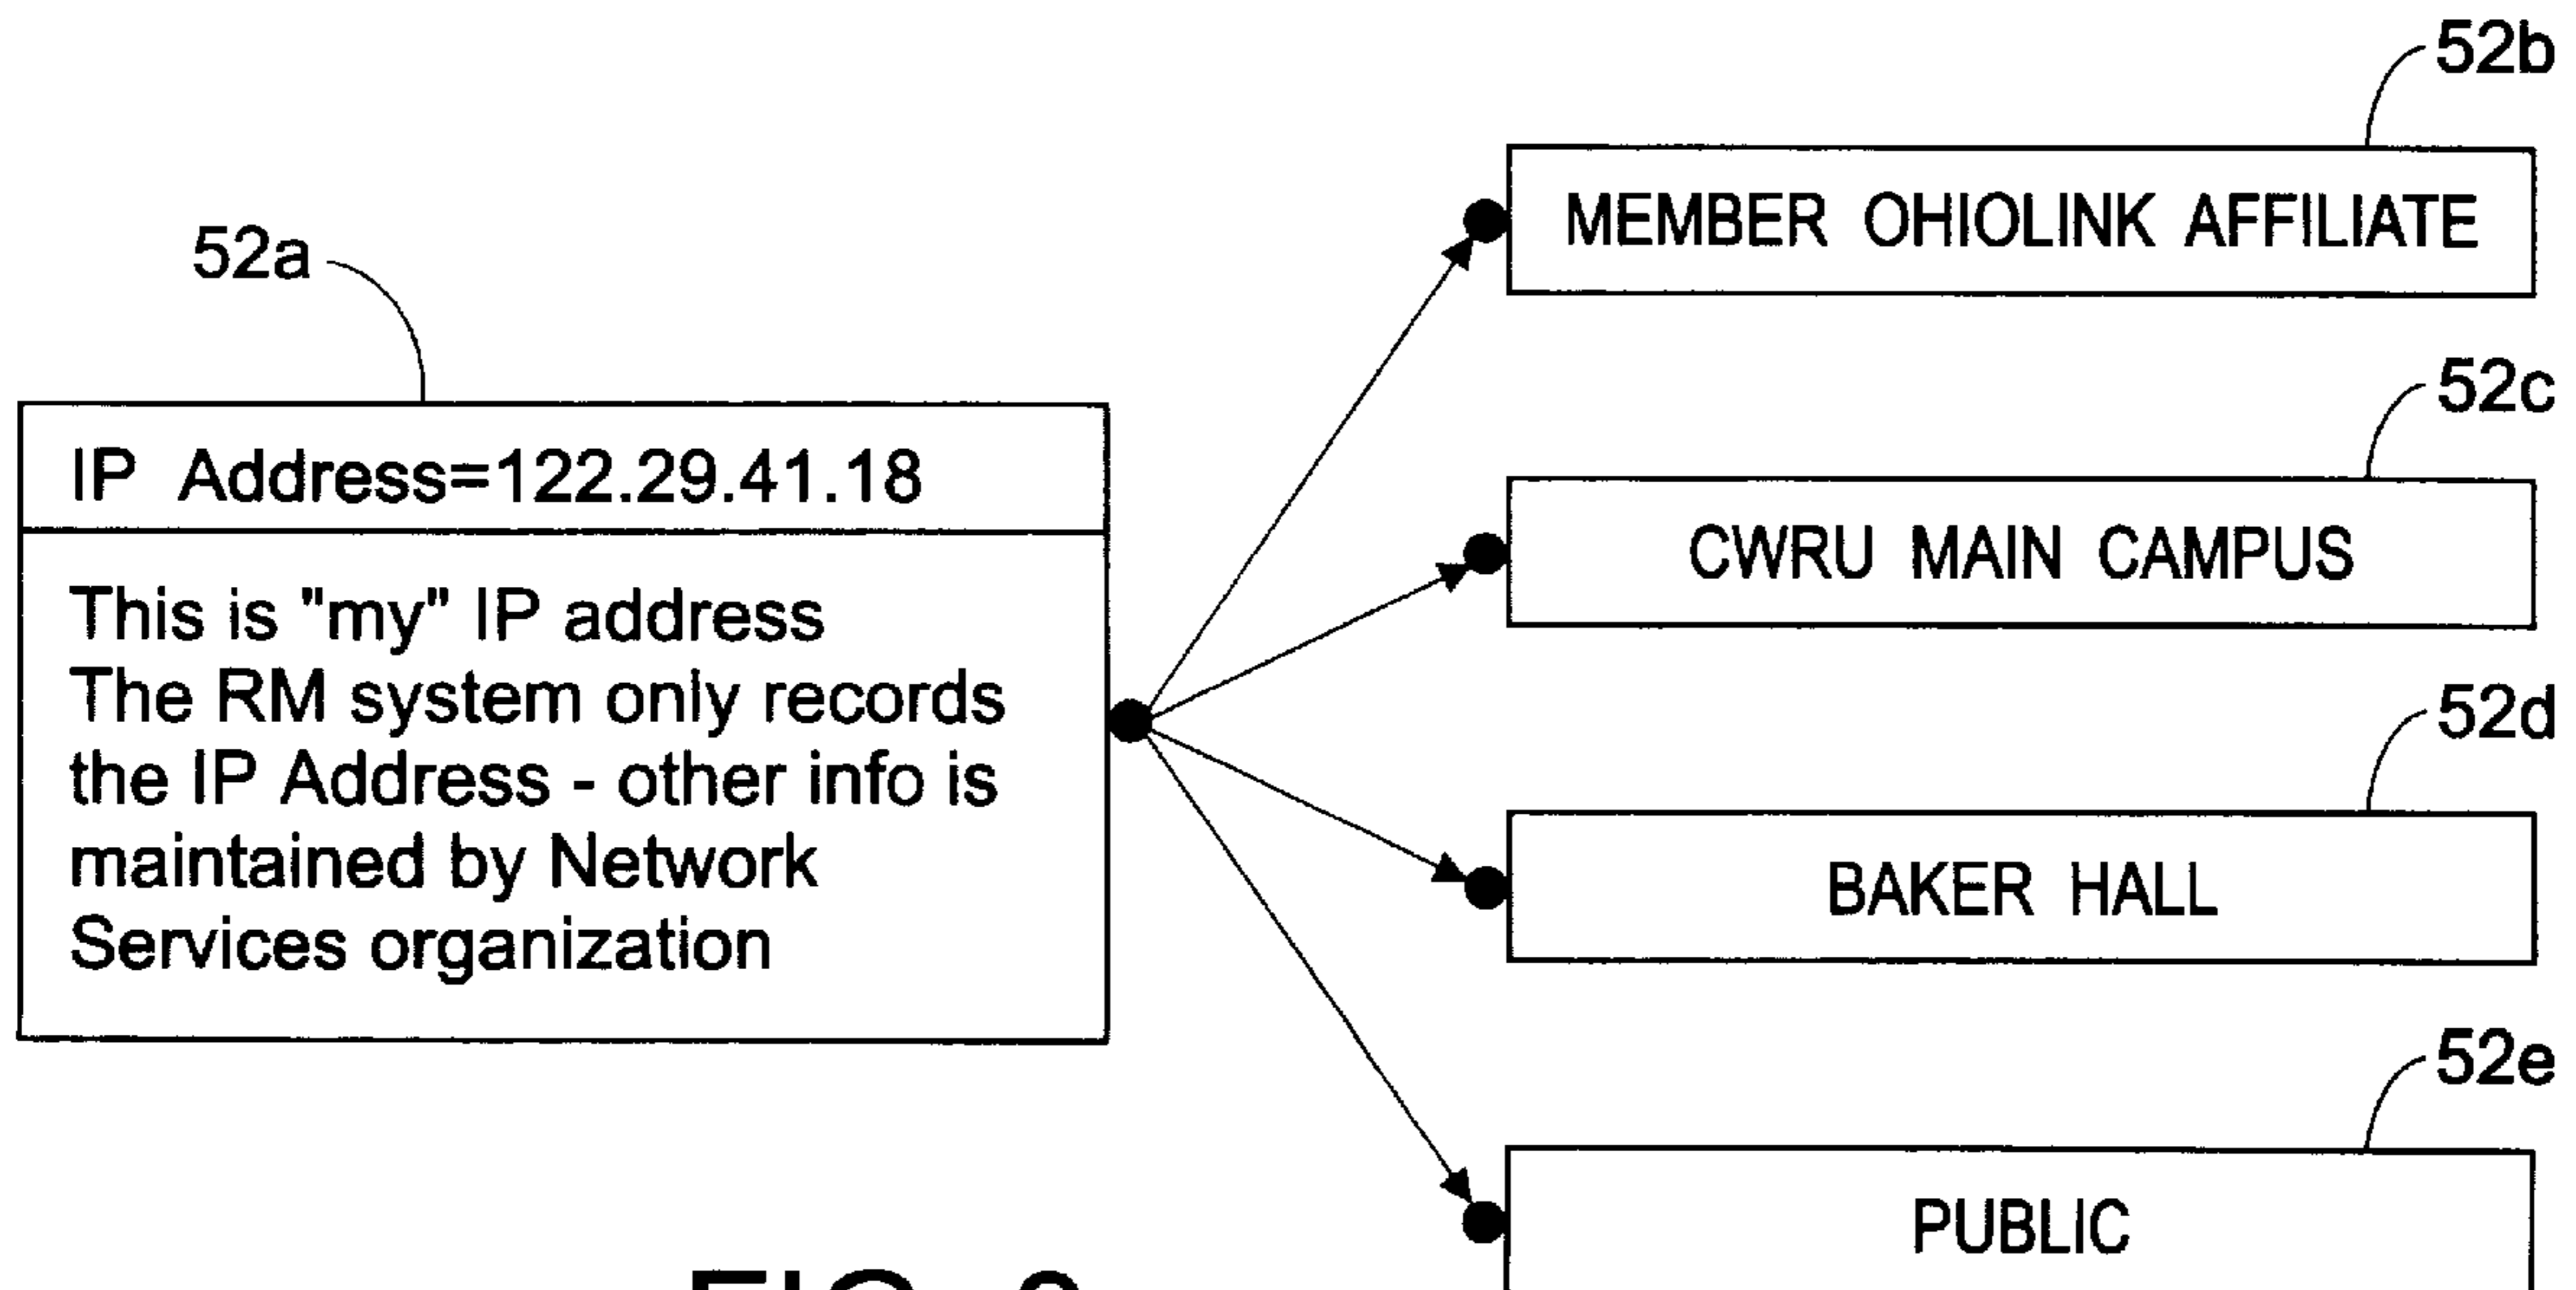 52b
MEMBER OHIOLINK AFFILIATE
52a
52c
IP Address=122.29.41.18
CWRU MAIN CAMPUS
This is "my" IP address
The RM system only records
the IP Address - other info is
maintained by Network
Services organization
52d
BAKER HALL
52e
PUBLIC